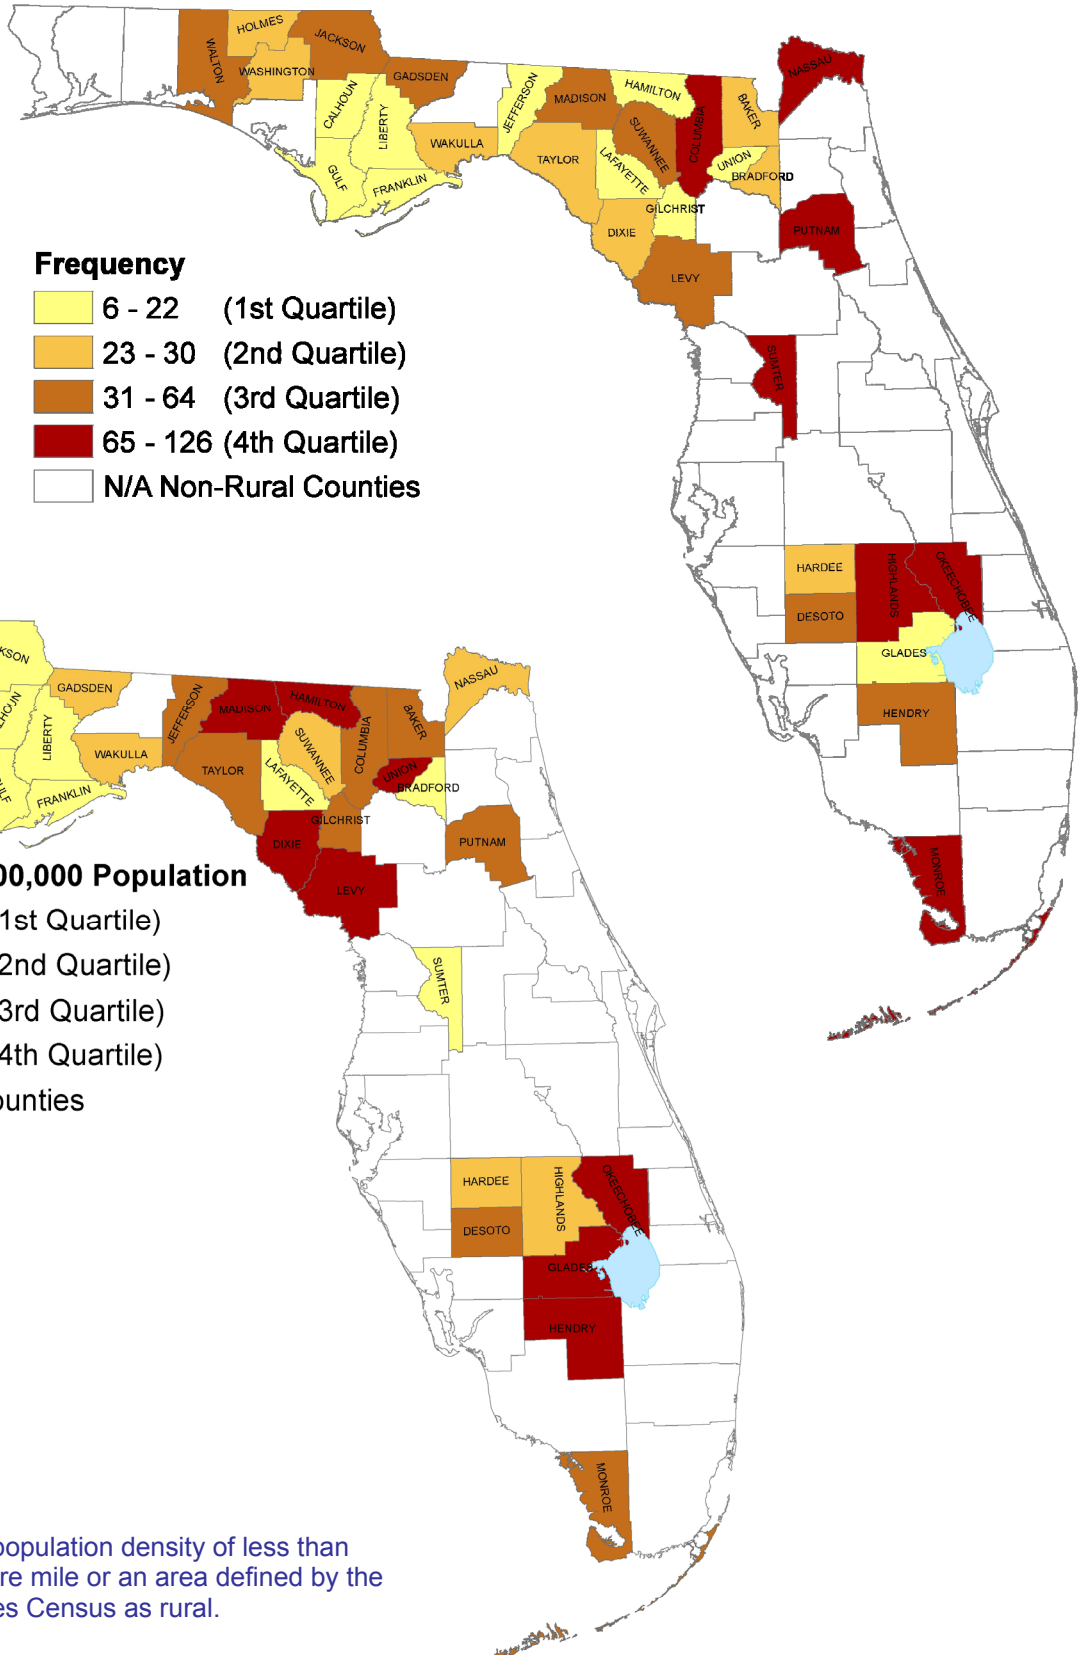 HOLMES
JACKSON
WALTON
WASHINGTON
GADSDEN
CALHOUN
LIBERTY
GULF
FRANKLIN
WAKULLA
JEFFERSON
MADISON
HAMILTON
TAYLOR
SUWANNEE
LAFAYETTE
COLUMBIA
BAKER
NASSAU
UNION
BRADFORD
GILCHRIST
DIXIE
PUTNAM
LEVY
SUMTER
HARDEE
HIGHLANDS
OKEECHOBEE
DESOTO
GLADES
HENDRY
MONROE
Frequency
6 - 22 (1st Quartile)
23 - 30 (2nd Quartile)
31 - 64 (3rd Quartile)
65 - 126 (4th Quartile)
N/A Non-Rural Counties
KSON
GADSDEN
LHOUN
LIBERTY
ULF
FRANKLIN
WAKULLA
JEFFERSON
MADISON
HAMILTON
TAYLOR
SUWANNEE
LAFAYETTE
COLUMBIA
BAKER
NASSAU
UNION
BRADFORD
GILCHRIST
DIXIE
PUTNAM
LEVY
SUMTER
HARDEE
HIGHLANDS
OKEECHOBEE
DESOTO
GLADES
HENDRY
MONROE
00,000 Population
1st Quartile)
2nd Quartile)
3rd Quartile)
4th Quartile)
ounties
population density of less than
re mile or an area defined by the
es Census as rural.